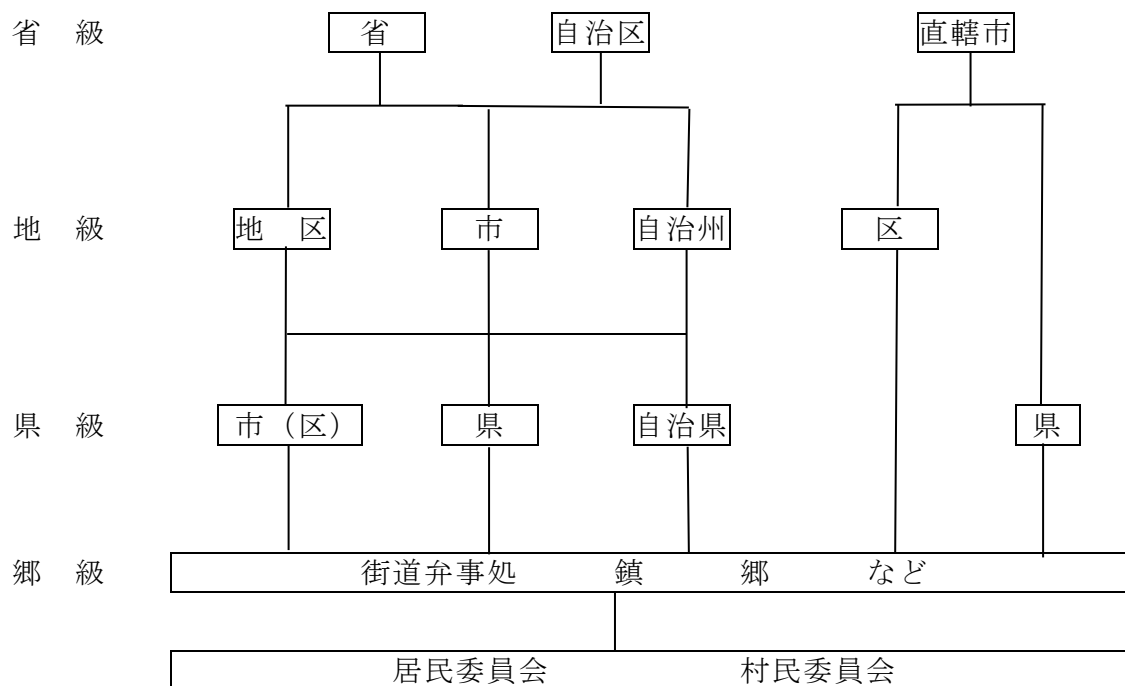 省 級 省 自治区 直轄市
地 級 地 区 市 自治州 区
県 級 市(区) 県 自治県 県
郷 級 街道弁事処 鎮 郷 など
居民委員会 村民委員会